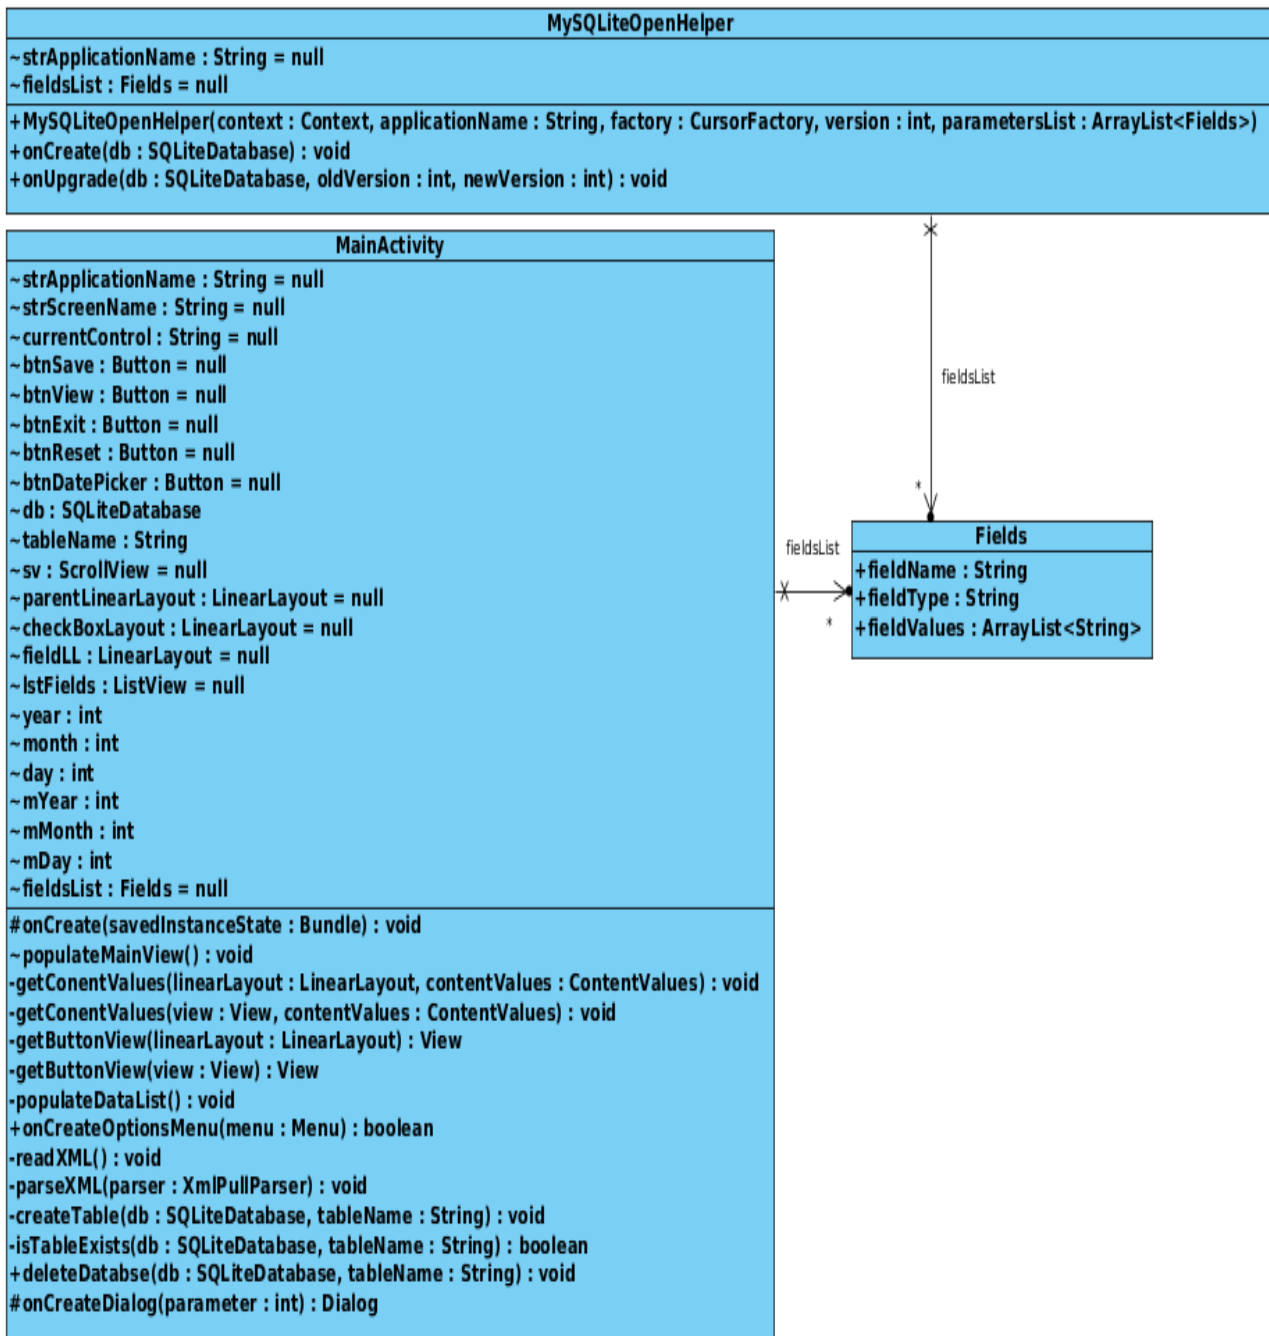 MySQLiteOpenHelper
~strApplicationName : String = null
~fieldsList : Fields = null
+MySQLiteOpenHelper(context : Context, applicationName : String, factory : CursorFactory, version : int, parametersList : ArrayList<Fields>)
+onCreate(db : SQLiteDatabase) : void
+onUpgrade(db : SQLiteDatabase, oldVersion : int, newVersion : int) : void
MainActivity
~strApplicationName : String = null
~strScreenName : String = null
~currentControl : String = null
~btnSave : Button = null
~btnView : Button = null
~btnExit : Button = null
~btnReset : Button = null
~btnDatePicker : Button = null
~db : SQLiteDatabase
~tableName : String
~sv : ScrollView = null
~parentLinearLayout : LinearLayout = null
~checkBoxLayout : LinearLayout = null
~fieldLL : LinearLayout = null
~lstFields : ListView = null
~year : int
~month : int
~day : int
~mYear : int
~mMonth : int
~mDay : int
~fieldsList : Fields = null
#onCreate(savedInstanceState : Bundle) : void
~populateMainView() : void
-getConentValues(linearLayout : LinearLayout, contentValues : ContentValues) : void
-getConentValues(view : View, contentValues : ContentValues) : void
-getButtonView(linearLayout : LinearLayout) : View
-getButtonView(view : View) : View
-populateDataList() : void
+onCreateOptionsMenu(menu : Menu) : boolean
-readXML() : void
-parseXML(parser : XmlPullParser) : void
-createTable(db : SQLiteDatabase, tableName : String) : void
-isTableExists(db : SQLiteDatabase, tableName : String) : boolean
+deleteDatabse(db : SQLiteDatabase, tableName : String) : void
#onCreateDialog(parameter : int) : Dialog
fieldsList
*
fieldsList
*
Fields
+fieldName : String
+fieldType : String
+fieldValues : ArrayList<String>